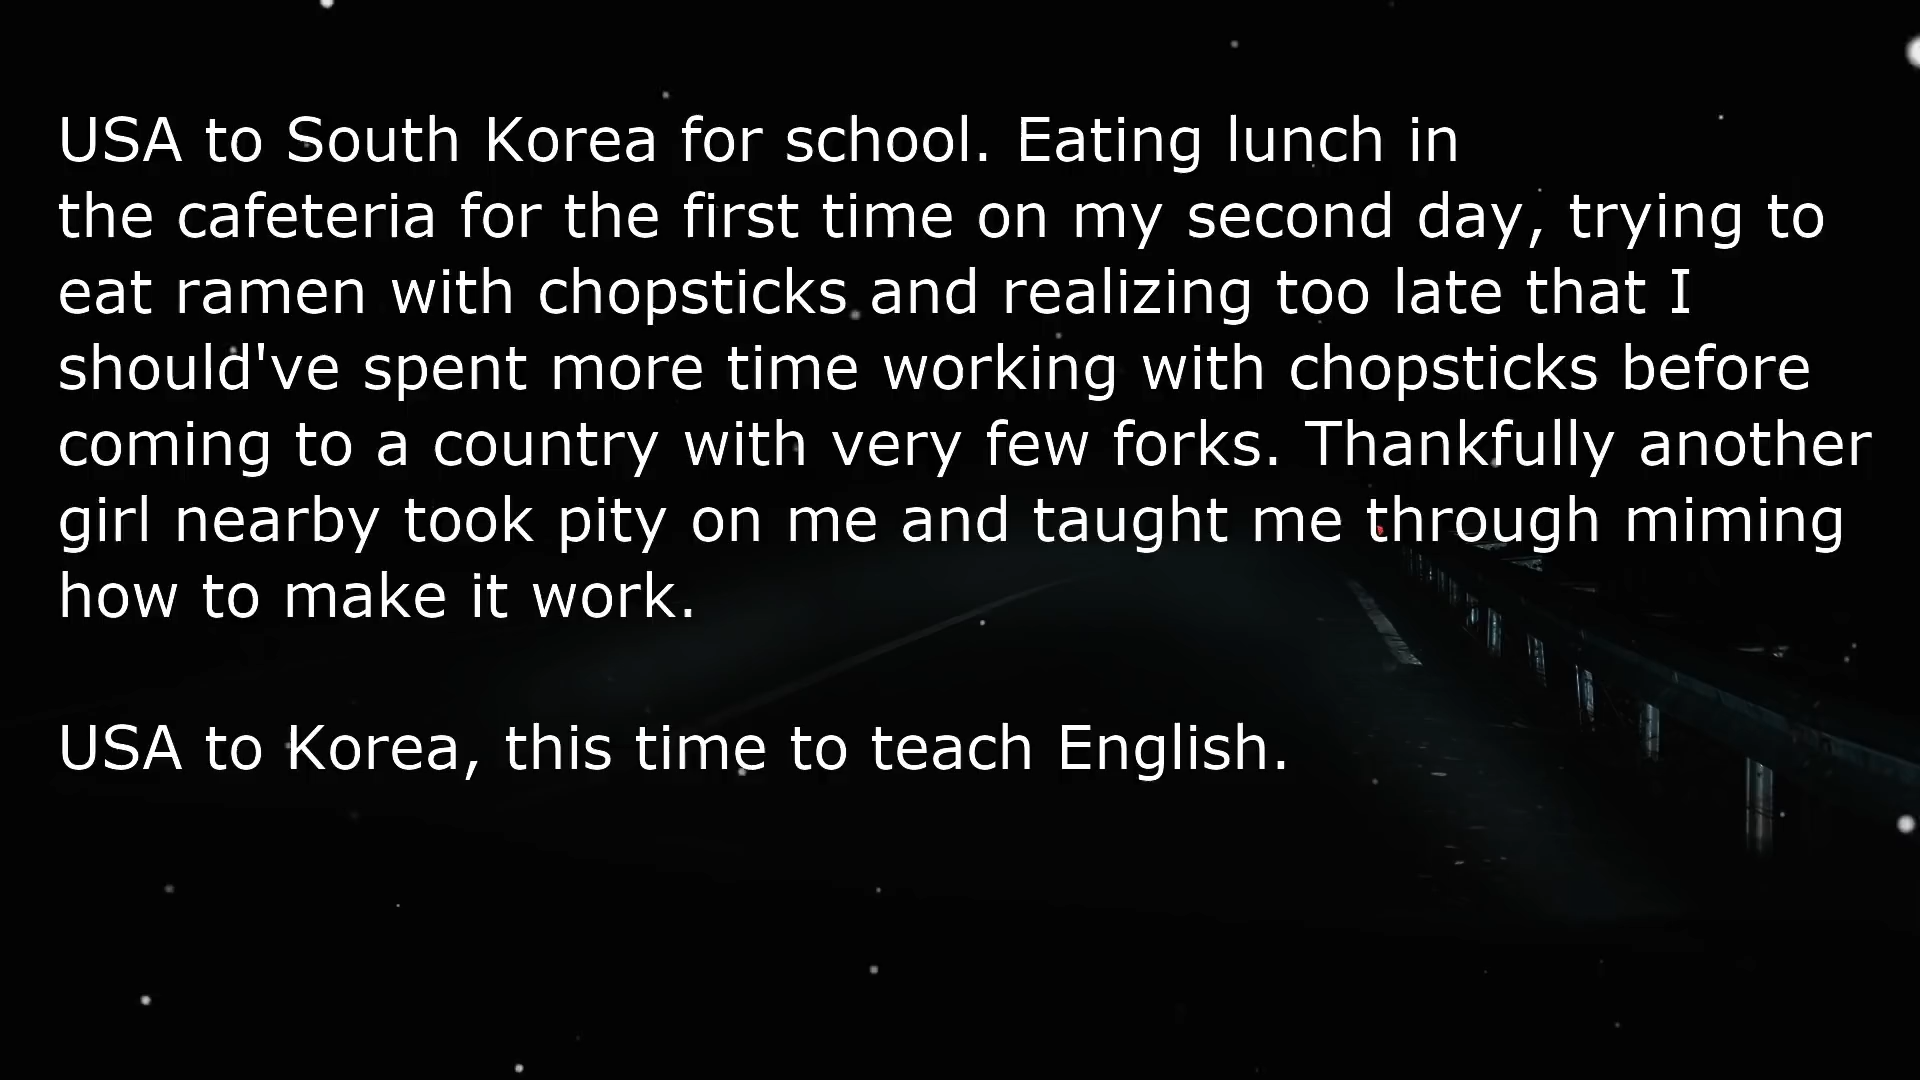 USA to South Korea for school. Eating lunch in
the cafeteria for the first time on my second day, trying to
eat ramen with chopsticks and realizing too late that I
should've spent more time working with chopsticks before
coming to a country with very few forks. Thankfully another
girl nearby took pity on me and taught me through miming
how to make it work.
USA to Korea, this time to teach English.